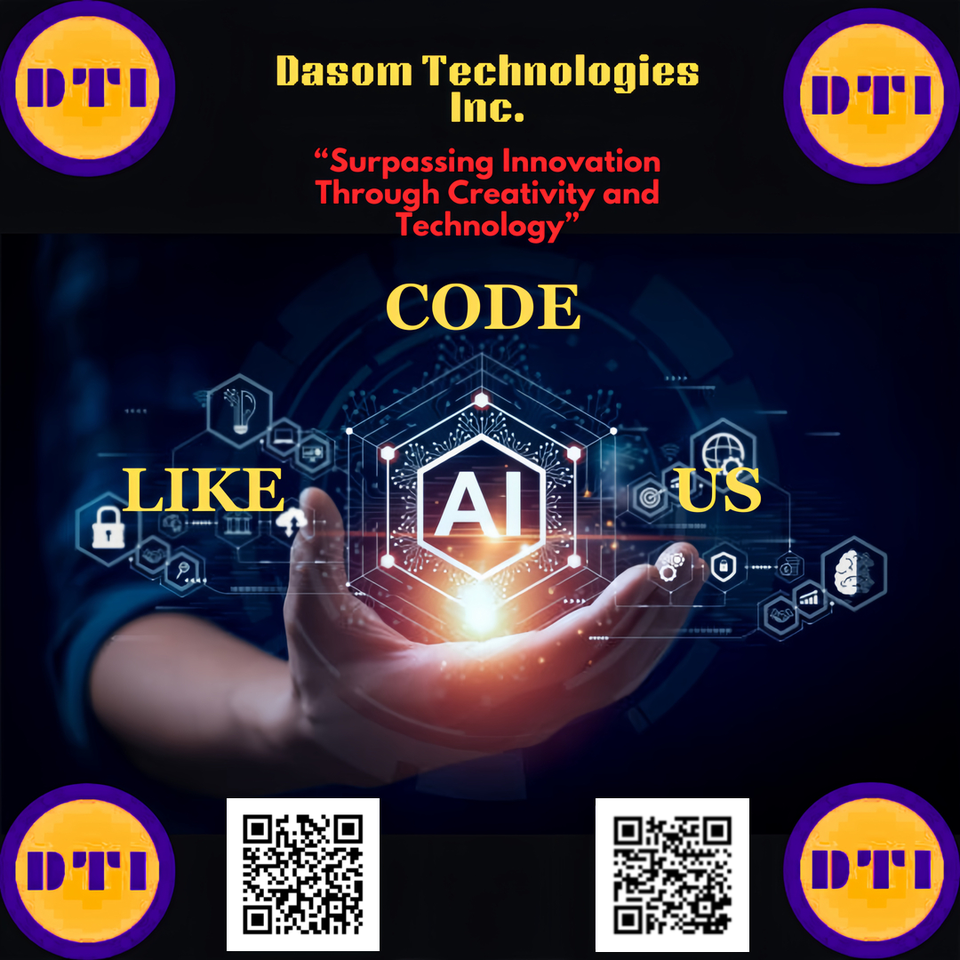 DTI
DTI
Dasom Technologies
Inc.
“Surpassing Innovation
Through Creativity and
Technology”
CODE
LIKE
US
AI
DTI
DTI